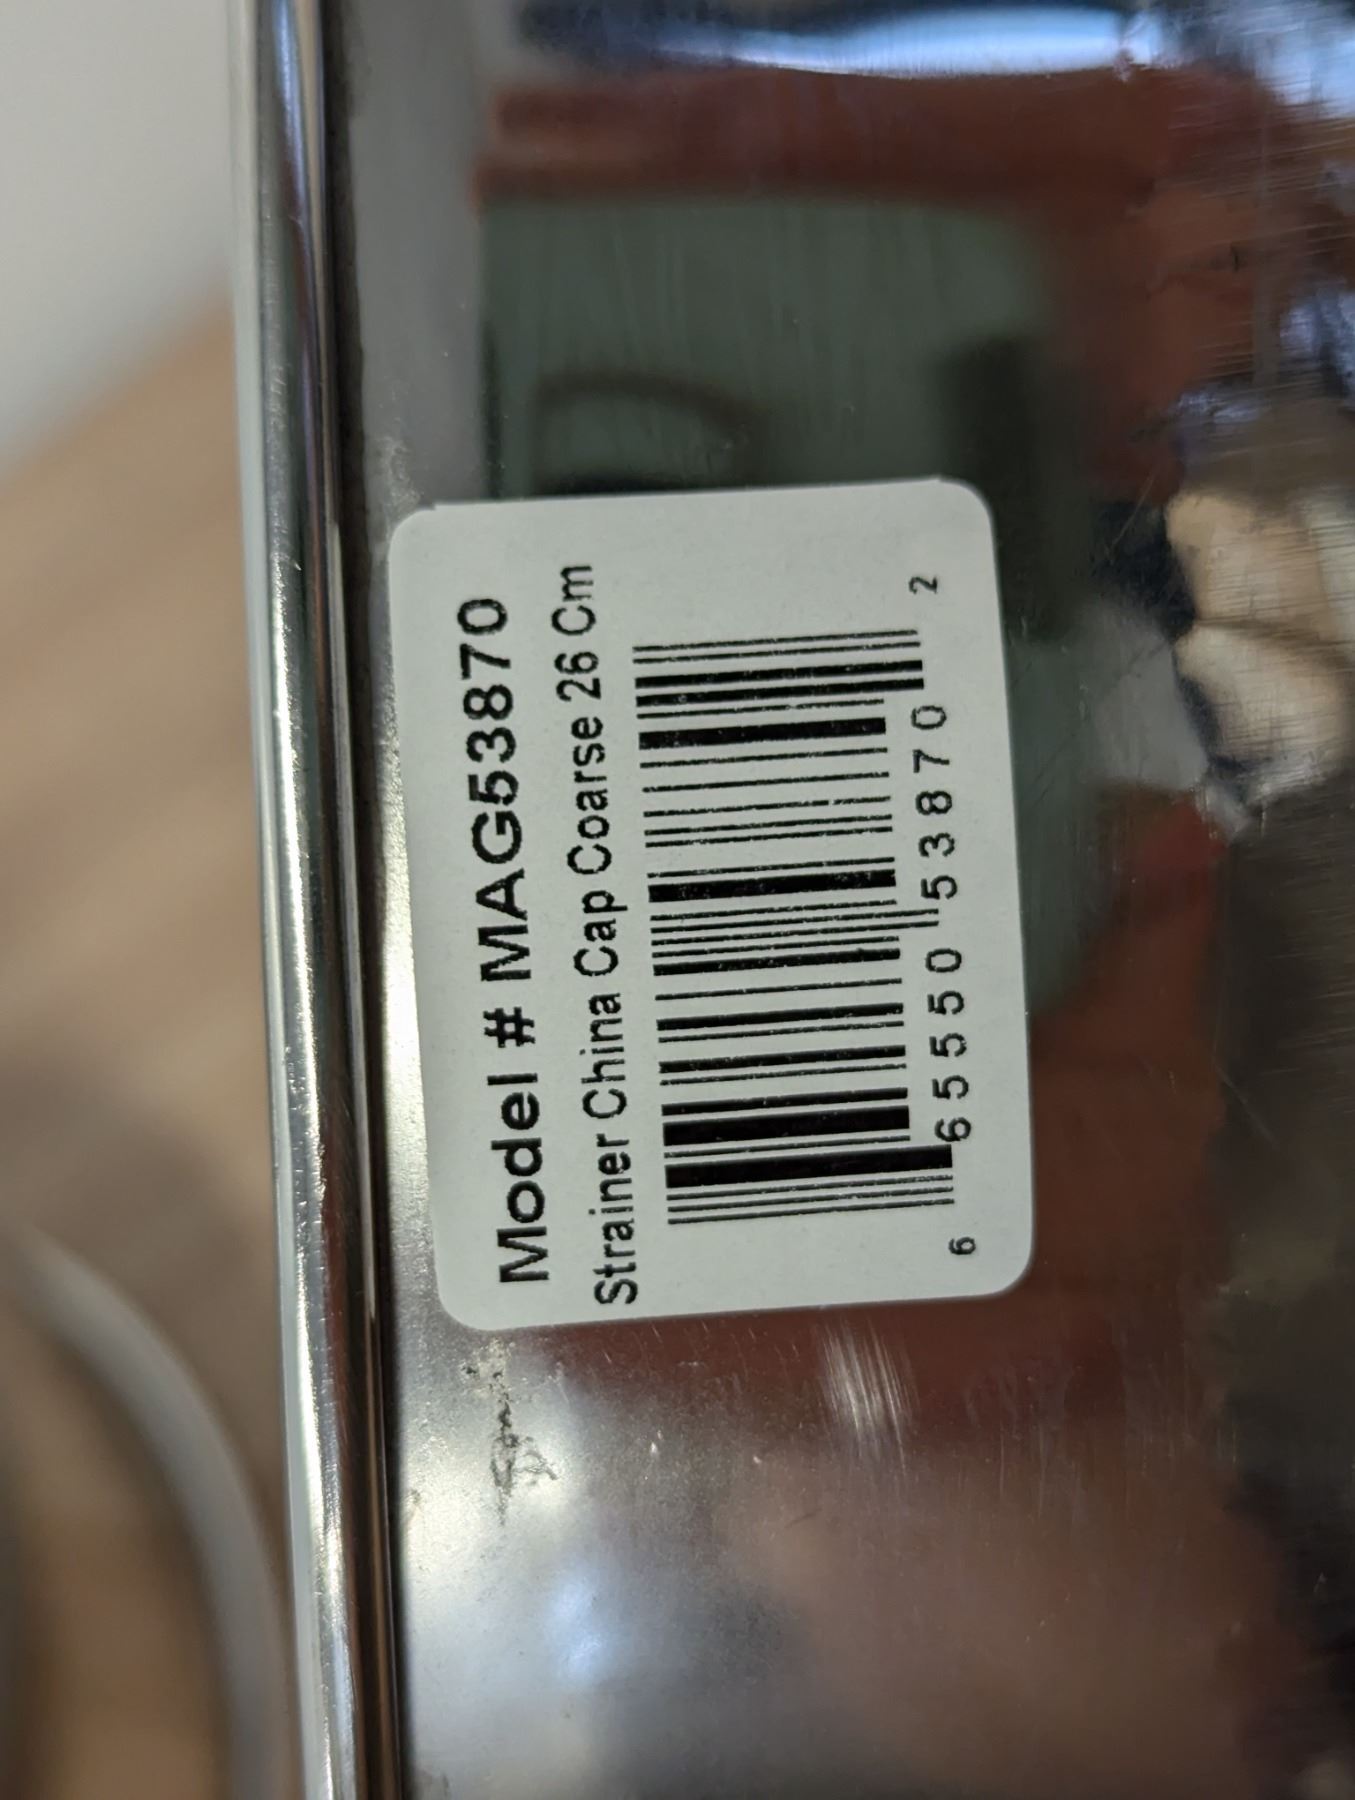 Model # MAG53870
Strainer China Cap Coarse 26 Cm
6 65550 53870 2